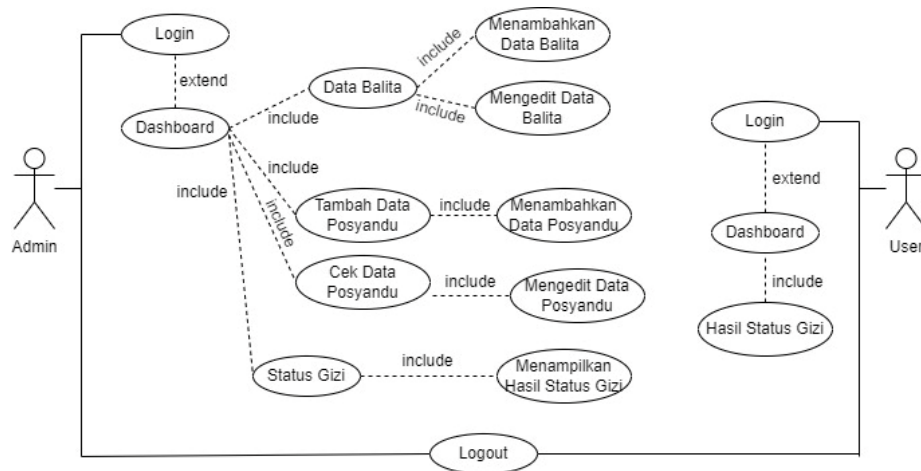 Login
extend
Dashboard
include
Data Balita
include
Menambahkan
Data Balita
include
Mengedit Data
Balita
include
Tambah Data
Posyandu
include
Menambahkan
Data Posyandu
include
Cek Data
Posyandu
include
Mengedit Data
Posyandu
include
Status Gizi
include
Menampilkan
Hasil Status Gizi
Admin
Login
extend
Dashboard
include
Hasil Status Gizi
User
Logout